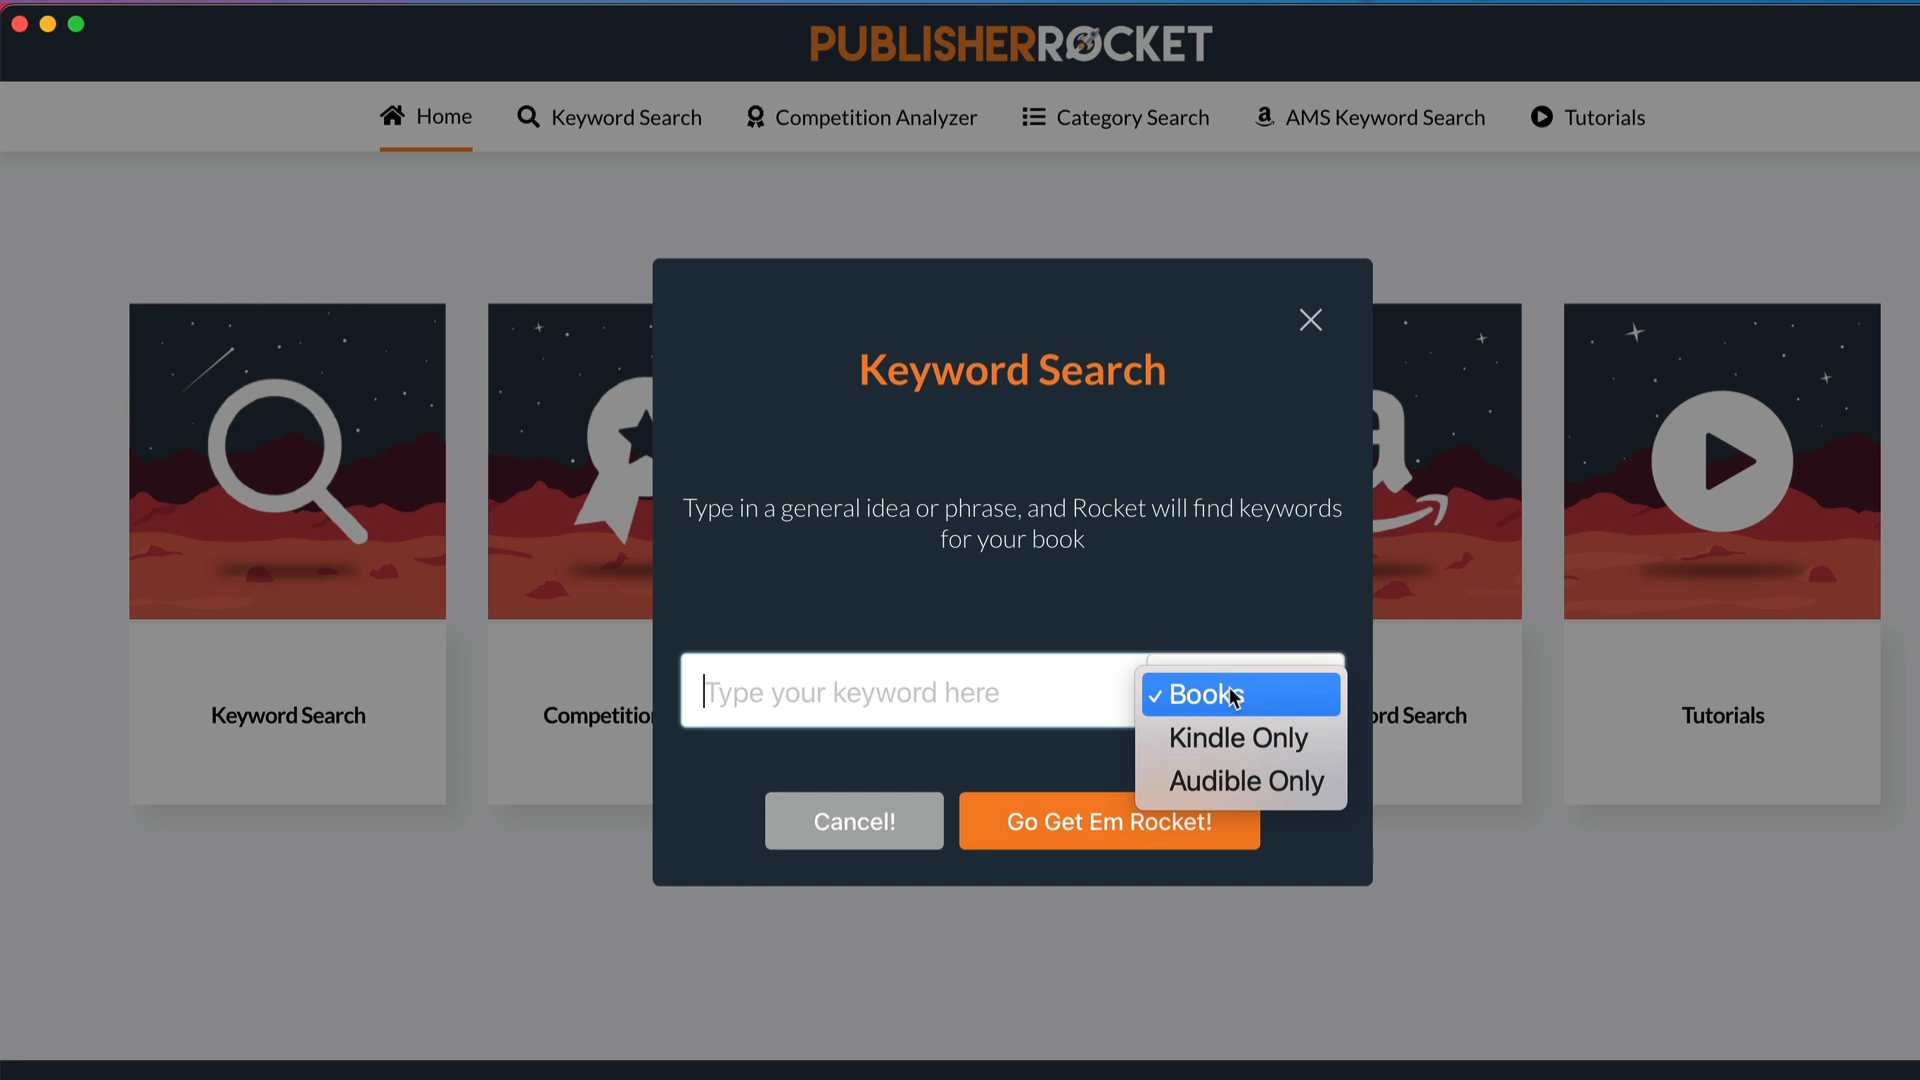 PUBLISHERROCKET
Home
Keyword Search
Competition Analyzer
Category Search
AMS Keyword Search
Tutorials
Keyword Search
Type in a general idea or phrase, and Rocket will find keywords
for your book
Type your keyword here
✓ Books
Kindle Only
Audible Only
Cancel!
Go Get Em Rocket!
Keyword Search
Competitio
ord Search
Tutorials